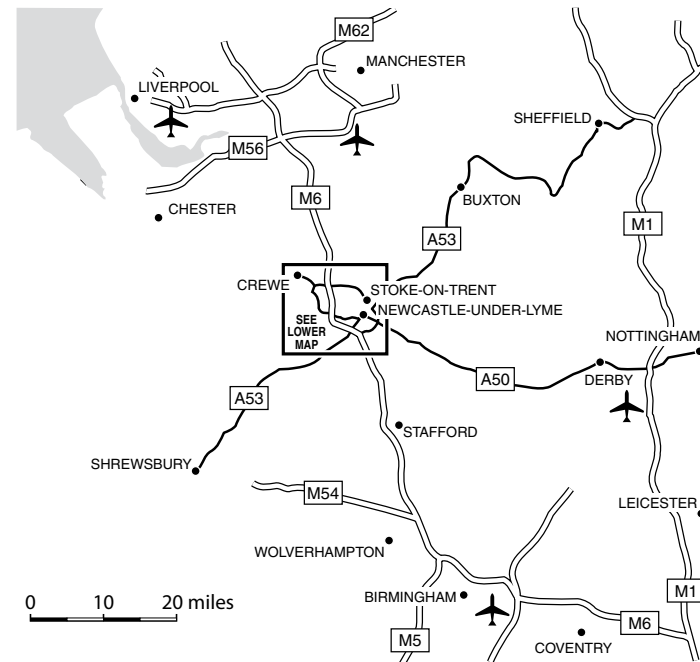 M62
MANCHESTER
LIVERPOOL
SHEFFIELD
M56
M6
BUXTON
CHESTER
M1
A53
CREWE
STOKE-ON-TRENT
NEWCASTLE-UNDER-LYME
SEE
LOWER
MAP
NOTTINGHAM
A50
DERBY
A53
STAFFORD
SHREWSBURY
M54
LEICESTER
WOLVERHAMPTON
BIRMINGHAM
M1
0 10 20 miles
M6
M5
COVENTRY